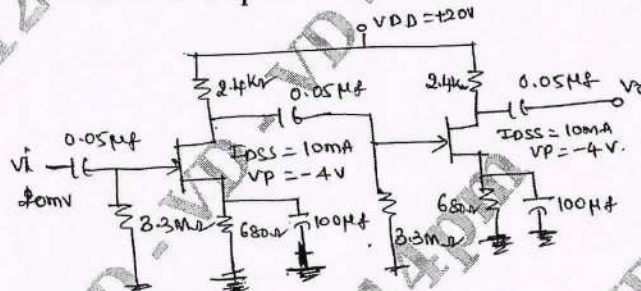 VDD=+20V
2.4kΩ
0.05μf
2.4kΩ
0.05μf
Vo
0.05μf
Vi
20mv
IDSS=10mA
VP=-4V
IDSS=10mA
VP=-4V.
3.3MΩ
680Ω
100μf
3.3MΩ
680Ω
100μf